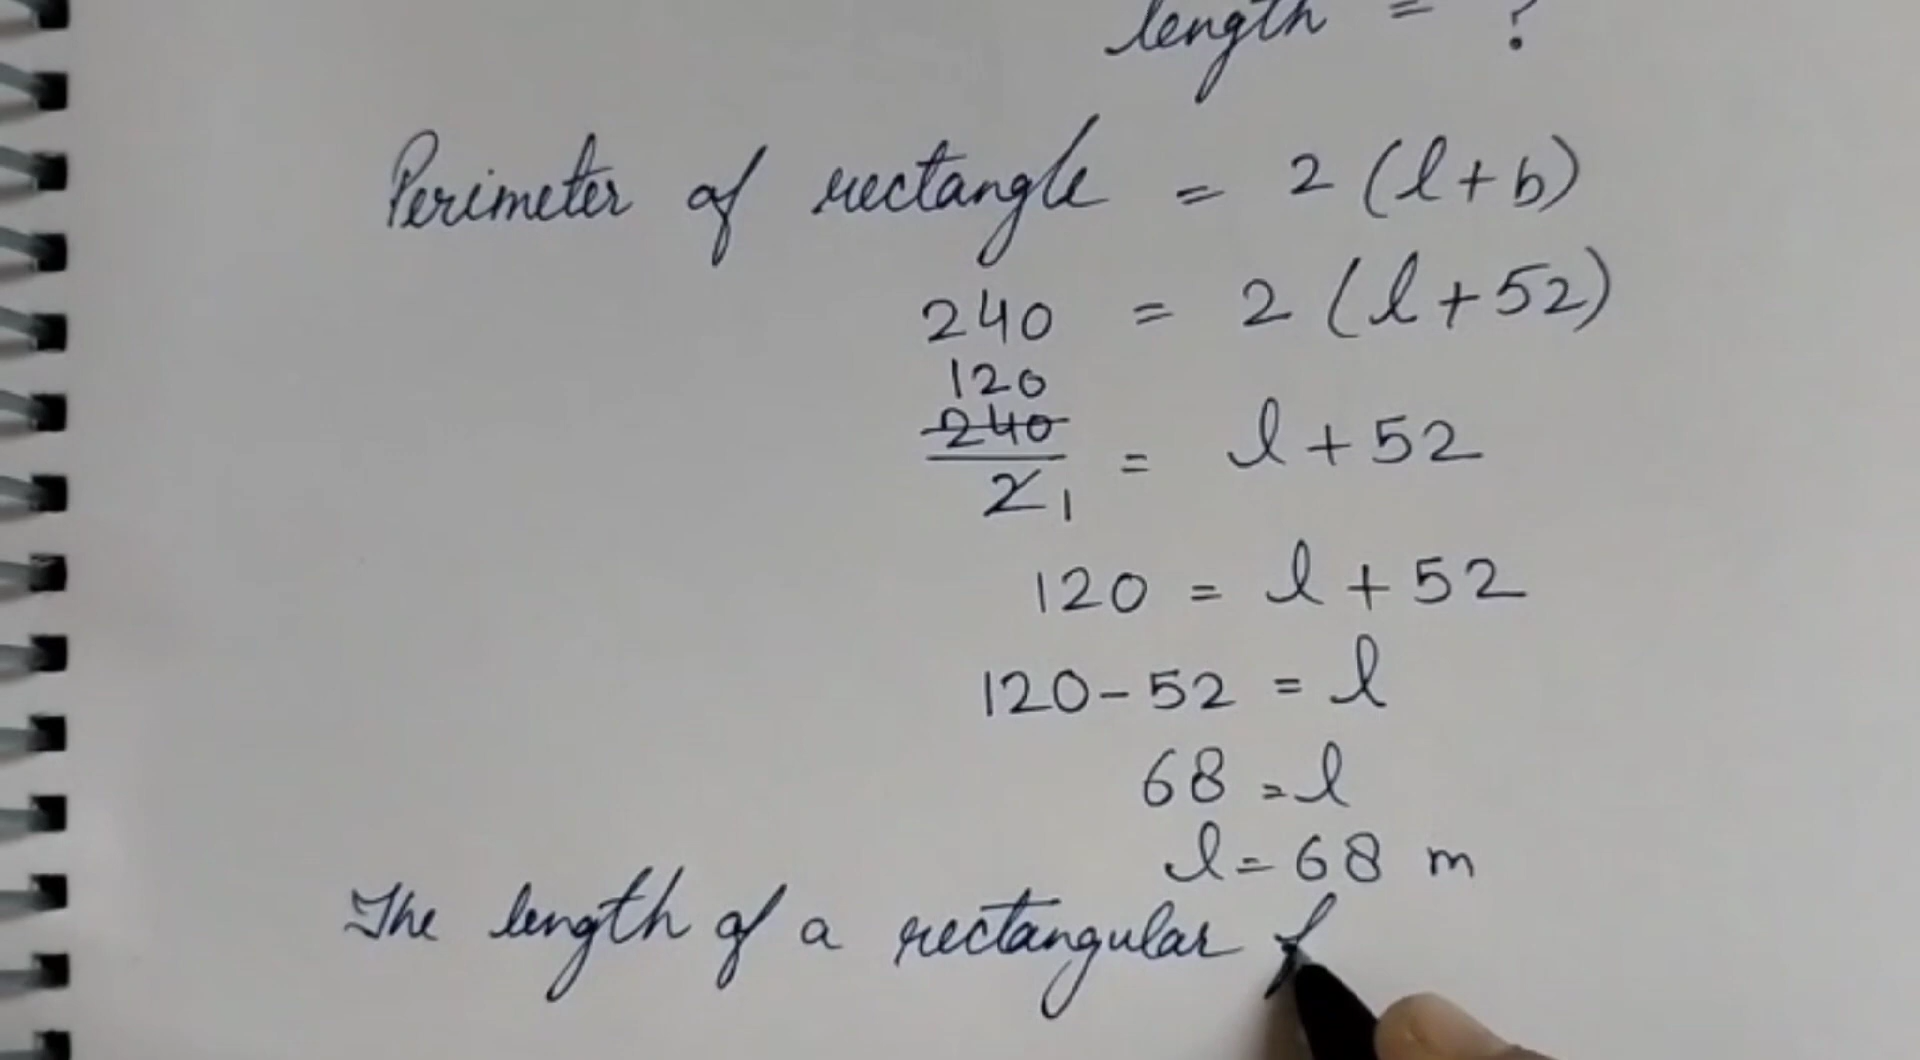 length = ?
Perimeter of rectangle = 2 (l+b)
240 = 2 (l+52)
120
240
2 1 = l+52
120 = l+52
120-52 = l
68 = l
l = 68 m
The length of a rectangular f